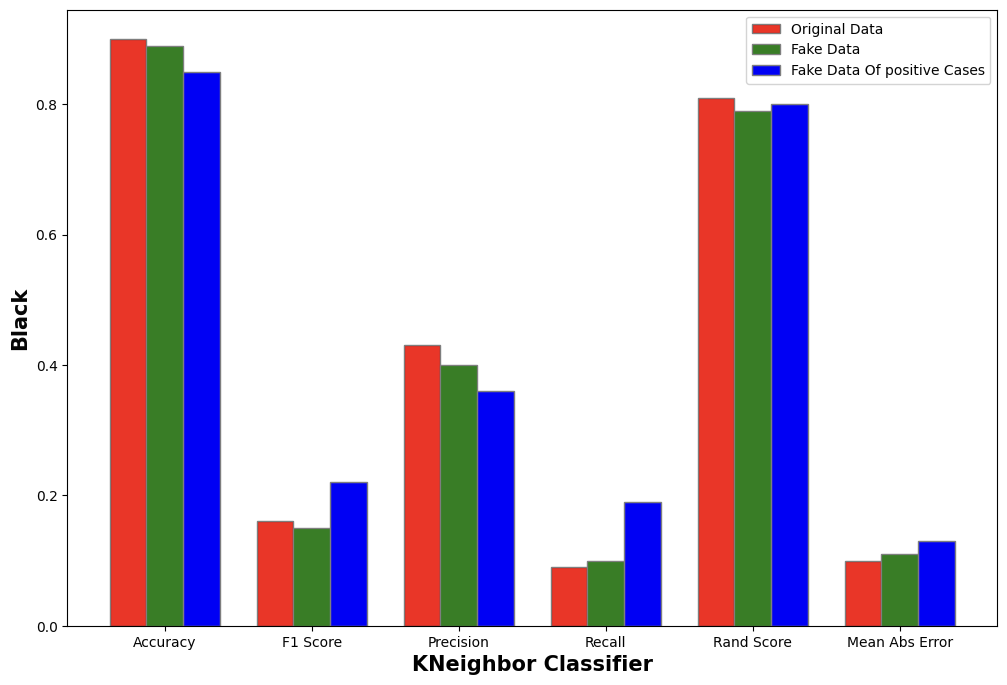 Original Data
Fake Data
Fake Data Of positive Cases
Black
0.8
0.6
0.4
0.2
0.0
Accuracy
F1 Score
Precision
Recall
Rand Score
Mean Abs Error
KNeighbor Classifier